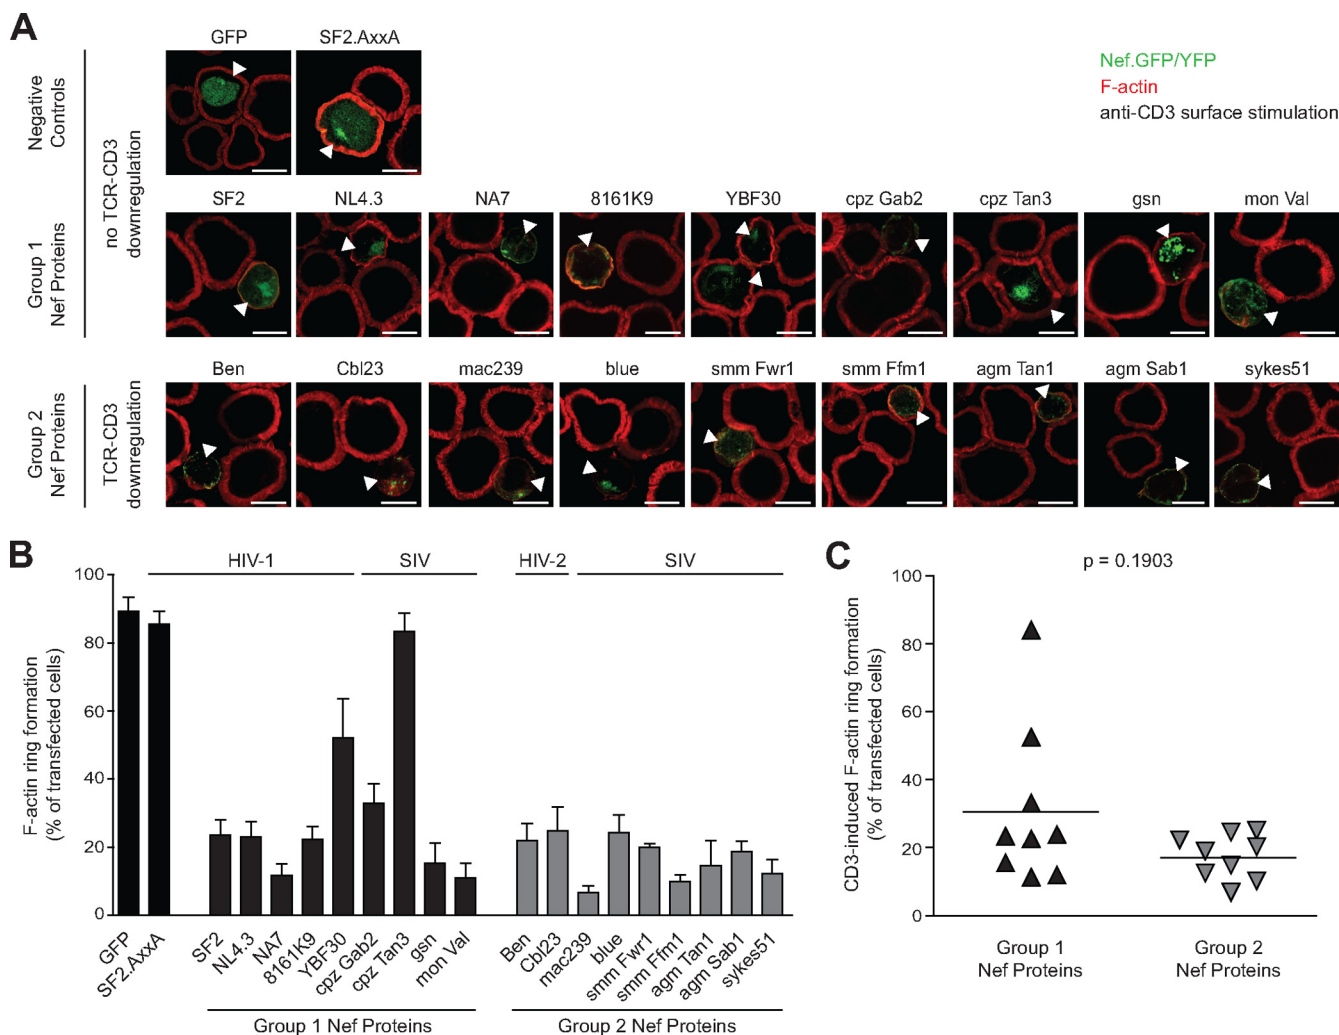 A
GFP
SF2.AxxA
Nef.GFP/YFP
F-actin
anti-CD3 surface stimulation
Negative
Controls
no TCR-CD3
downregulation
SF2
NL4.3
NA7
8161K9
YBF30
cpz Gab2
cpz Tan3
gsn
mon Val
Group 1
Nef Proteins
Ben
Cbl23
mac239
blue
smm Fwr1
smm Ffm1
agm Tan1
agm Sab1
sykes51
Group 2
Nef Proteins
TCR-CD3
downregulation
B
HIV-1
SIV
HIV-2
SIV
F-actin ring formation
(% of transfected cells)
100
80
60
40
20
0
GFP
SF2.AxxA
SF2
NL4.3
NA7
8161K9
YBF30
cpz Gab2
cpz Tan3
gsn
mon Val
Ben
Cbl23
mac239
blue
smm Fwr1
smm Ffm1
agm Tan1
agm Sab1
sykes51
Group 1 Nef Proteins
Group 2 Nef Proteins
C
p = 0.1903
CD3-induced F-actin ring formation
(% of transfected cells)
100
80
60
40
20
0
Group 1
Nef Proteins
Group 2
Nef Proteins